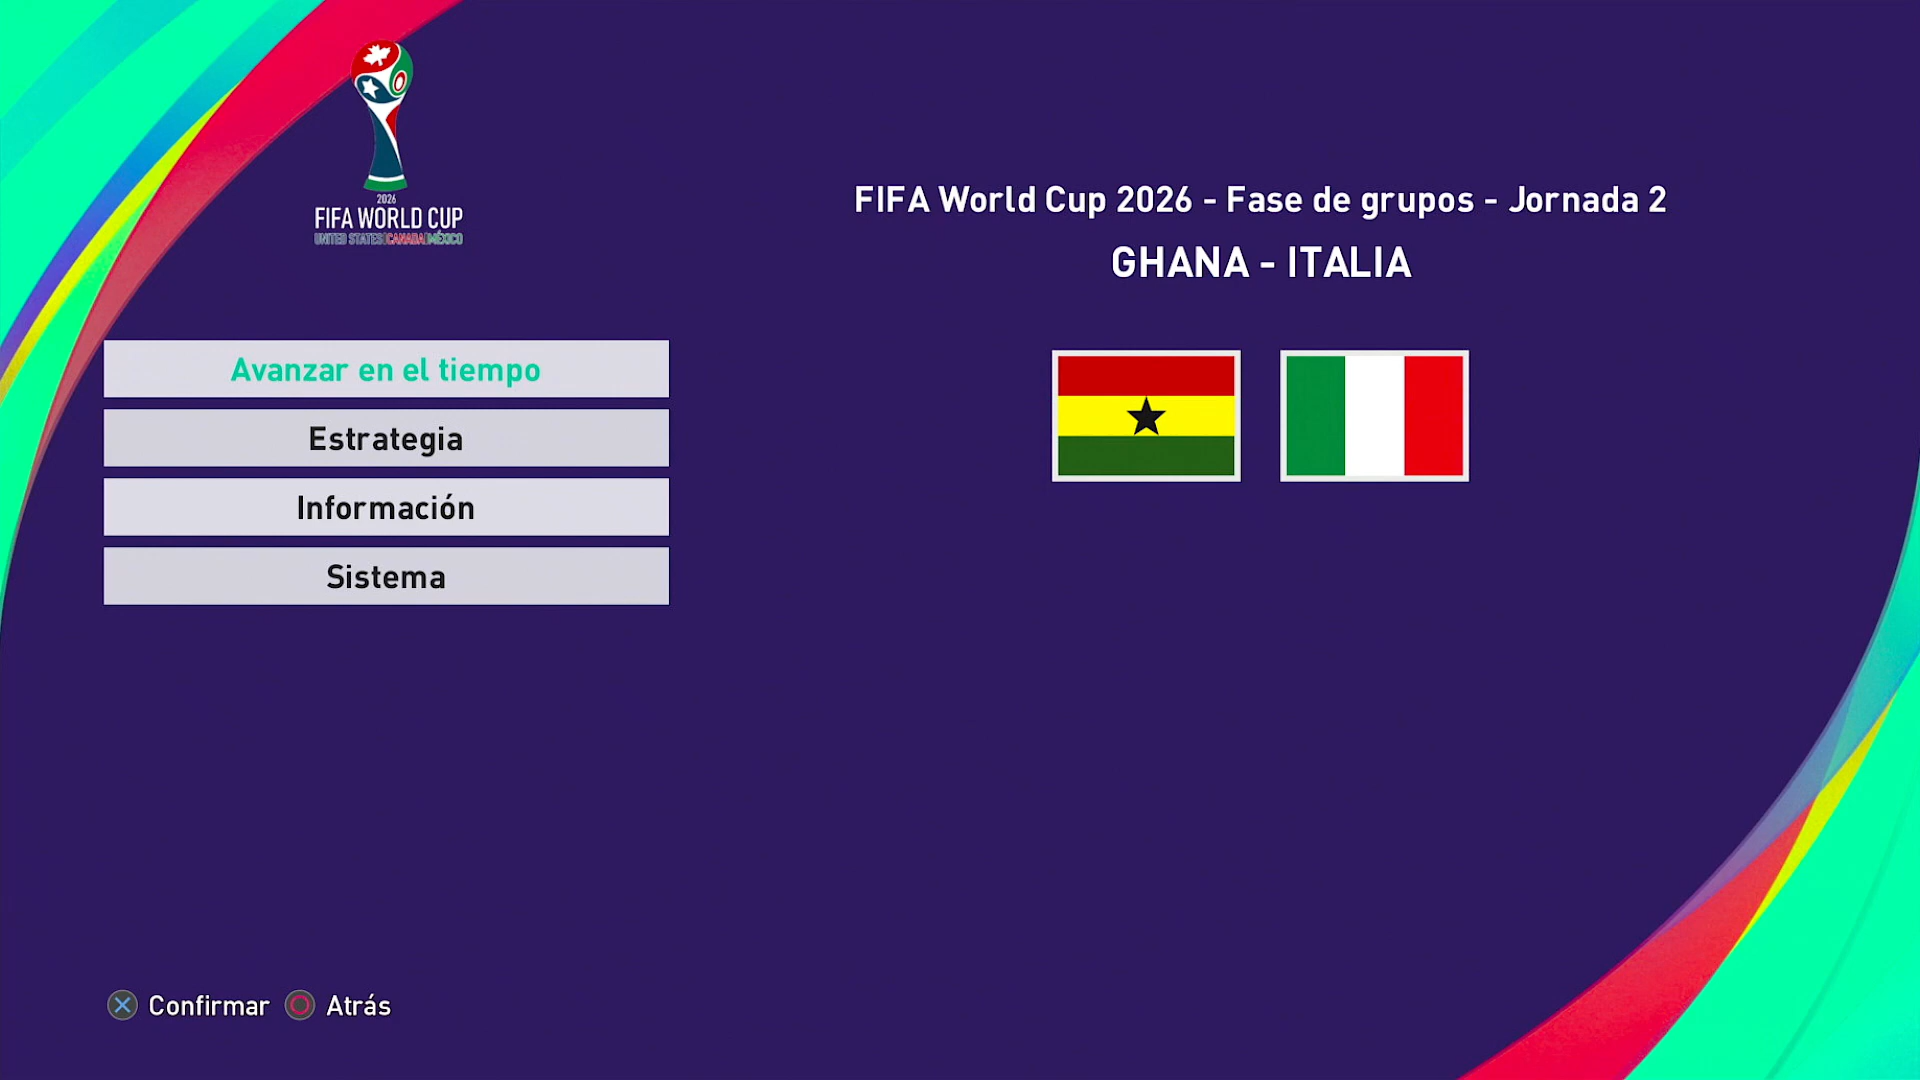 2026
FIFA WORLD CUP
UNITED STATES|CANADA|MÉXICO
FIFA World Cup 2026 - Fase de grupos - Jornada 2
GHANA - ITALIA
Avanzar en el tiempo
Estrategia
Información
Sistema
Confirmar Atrás